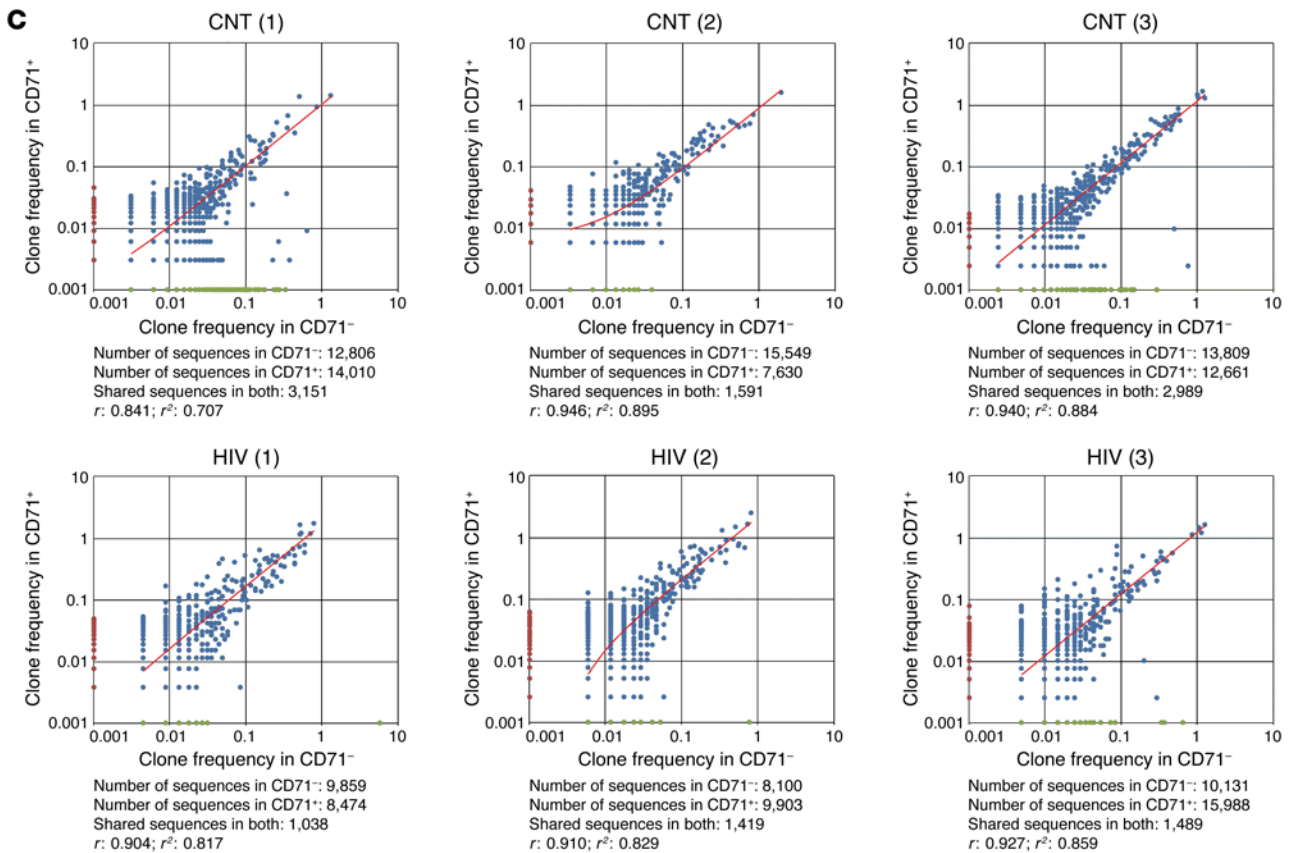 C
CNT (1)
CNT (2)
CNT (3)
Clone frequency in CD71⁺
10
1
0.1
0.01
0.001
0.001 0.01 0.1 1 10
Clone frequency in CD71⁻
Number of sequences in CD71⁻: 12,806
Number of sequences in CD71⁺: 14,010
Shared sequences in both: 3,151
r: 0.841; r²: 0.707
Clone frequency in CD71⁺
10
1
0.1
0.01
0.001
0.001 0.01 0.1 1 10
Clone frequency in CD71⁻
Number of sequences in CD71⁻: 15,549
Number of sequences in CD71⁺: 7,630
Shared sequences in both: 1,591
r: 0.946; r²: 0.895
Clone frequency in CD71⁺
10
1
0.1
0.01
0.001
0.001 0.01 0.1 1 10
Clone frequency in CD71⁻
Number of sequences in CD71⁻: 13,809
Number of sequences in CD71⁺: 12,661
Shared sequences in both: 2,989
r: 0.940; r²: 0.884
HIV (1)
HIV (2)
HIV (3)
Clone frequency in CD71⁺
10
1
0.1
0.01
0.001
0.001 0.01 0.1 1 10
Clone frequency in CD71⁻
Number of sequences in CD71⁻: 9,859
Number of sequences in CD71⁺: 8,474
Shared sequences in both: 1,038
r: 0.904; r²: 0.817
Clone frequency in CD71⁺
10
1
0.1
0.01
0.001
0.001 0.01 0.1 1 10
Clone frequency in CD71⁻
Number of sequences in CD71⁻: 8,100
Number of sequences in CD71⁺: 9,903
Shared sequences in both: 1,419
r: 0.910; r²: 0.829
Clone frequency in CD71⁺
10
1
0.1
0.01
0.001
0.001 0.01 0.1 1 10
Clone frequency in CD71⁻
Number of sequences in CD71⁻: 10,131
Number of sequences in CD71⁺: 15,988
Shared sequences in both: 1,489
r: 0.927; r²: 0.859